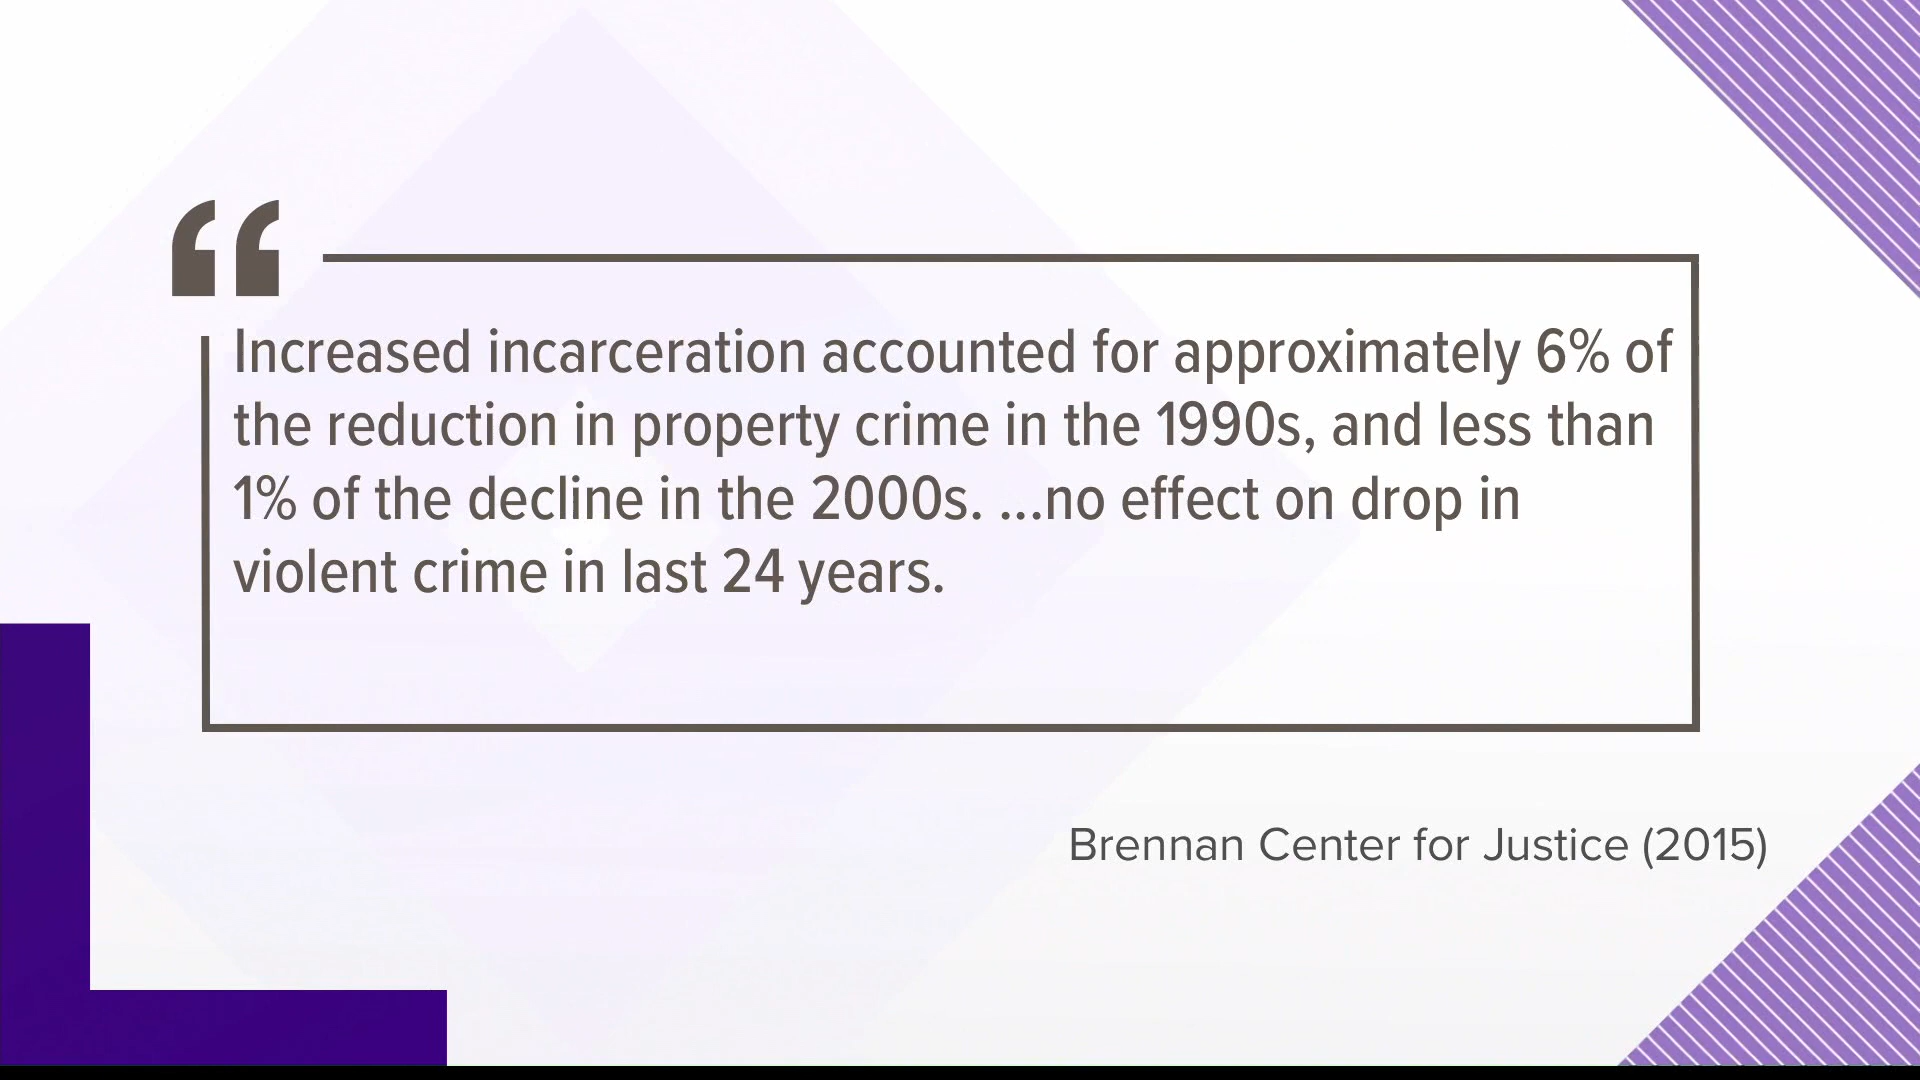 “
Increased incarceration accounted for approximately 6% of
the reduction in property crime in the 1990s, and less than
1% of the decline in the 2000s. ...no effect on drop in
violent crime in last 24 years.
Brennan Center for Justice (2015)